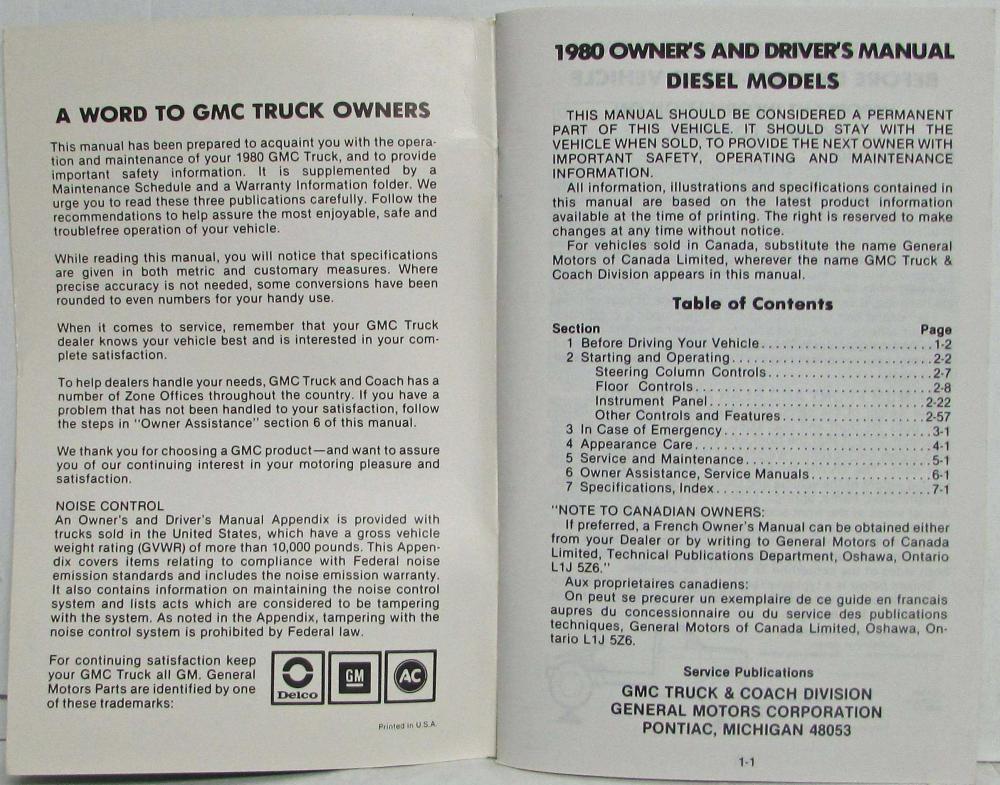 A WORD TO GMC TRUCK OWNERS
This manual has been prepared to acquaint you with the opera-
tion and maintenance of your 1980 GMC Truck, and to provide
important safety information. It is supplemented by a
Maintenance Schedule and a Warranty Information folder. We
urge you to read these three publications carefully. Follow the
recommendations to help assure the most enjoyable, safe and
troublefree operation of your vehicle.
While reading this manual, you will notice that specifications
are given in both metric and customary measures. Where
precise accuracy is not needed, some conversions have been
rounded to even numbers for your handy use.
When it comes to service, remember that your GMC Truck
dealer knows your vehicle best and is interested in your com-
plete satisfaction.
To help dealers handle your needs, GMC Truck and Coach has a
number of Zone Offices throughout the country. If you have a
problem that has not been handled to your satisfaction, follow
the steps in "Owner Assistance" section 6 of this manual.
We thank you for choosing a GMC product—and want to assure
you of our continuing interest in your motoring pleasure and
satisfaction.
NOISE CONTROL
An Owner's and Driver's Manual Appendix is provided with
trucks sold in the United States, which have a gross vehicle
weight rating (GVWR) of more than 10,000 pounds. This Appen-
dix covers items relating to compliance with Federal noise
emission standards and includes the noise emission warranty.
It also contains information on maintaining the noise control
system and lists acts which are considered to be tampering
with the system. As noted in the Appendix, tampering with the
noise control system is prohibited by Federal law.
For continuing satisfaction keep
your GMC Truck all GM. General
Motors Parts are identified by one
of these trademarks:
Delco
GM
AC
Printed in U.S.A.
1980 OWNER'S AND DRIVER'S MANUAL
DIESEL MODELS
THIS MANUAL SHOULD BE CONSIDERED A PERMANENT
PART OF THIS VEHICLE. IT SHOULD STAY WITH THE
VEHICLE WHEN SOLD, TO PROVIDE THE NEXT OWNER WITH
IMPORTANT SAFETY, OPERATING AND MAINTENANCE
INFORMATION.
All information, illustrations and specifications contained in
this manual are based on the latest product information
available at the time of printing. The right is reserved to make
changes at any time without notice.
For vehicles sold in Canada, substitute the name General
Motors of Canada Limited, wherever the name GMC Truck &
Coach Division appears in this manual.
Table of Contents
Section Page
1 Before Driving Your Vehicle........................1-2
2 Starting and Operating............................2-2
Steering Column Controls.......................2-7
Floor Controls.................................2-8
Instrument Panel..............................2-22
Other Controls and Features....................2-57
3 In Case of Emergency.............................3-1
4 Appearance Care.................................4-1
5 Service and Maintenance..........................5-1
6 Owner Assistance, Service Manuals.................6-1
7 Specifications, Index..............................7-1
"NOTE TO CANADIAN OWNERS:
If preferred, a French Owner's Manual can be obtained either
from your Dealer or by writing to General Motors of Canada
Limited, Technical Publications Department, Oshawa, Ontario
L1J 5Z6."
Aux proprietaires canadiens:
On peut se precurer un exemplaire de ce guide en francais
aupres du concessionnaire ou du service des publications
techniques, General Motors of Canada Limited, Oshawa, On-
tario L1J 5Z6.
Service Publications
GMC TRUCK & COACH DIVISION
GENERAL MOTORS CORPORATION
PONTIAC, MICHIGAN 48053
1-1